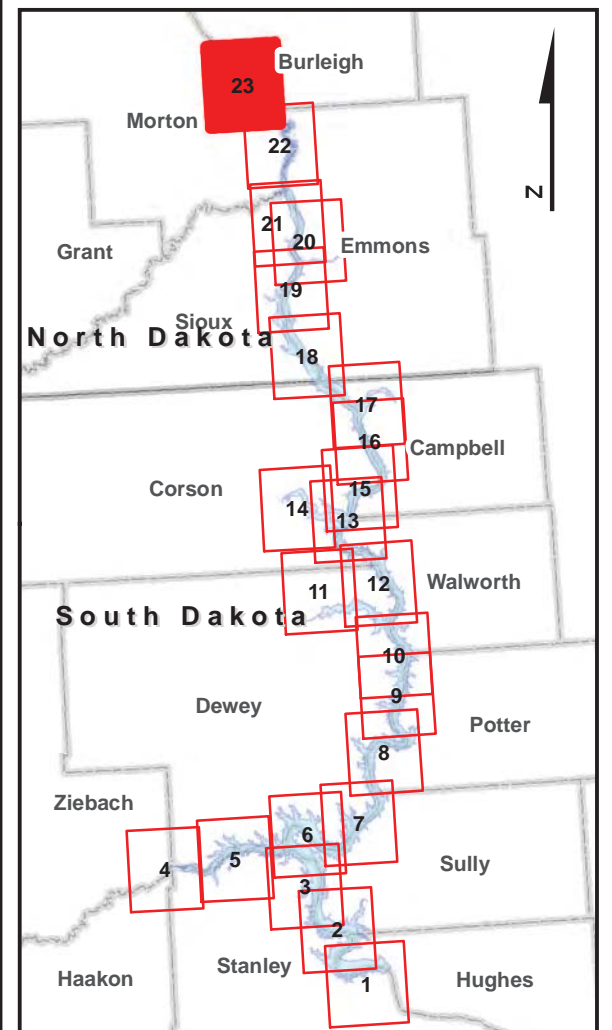 Burleigh
23
Morton
22
N
21
Grant
20
Emmons
19
Sioux
North Dakota
18
17
16
Campbell
15
Corson
14
13
11
12
Walworth
South Dakota
10
9
Dewey
Potter
8
Ziebach
7
6
5
Sully
4
3
2
Stanley
Haakon
1
Hughes